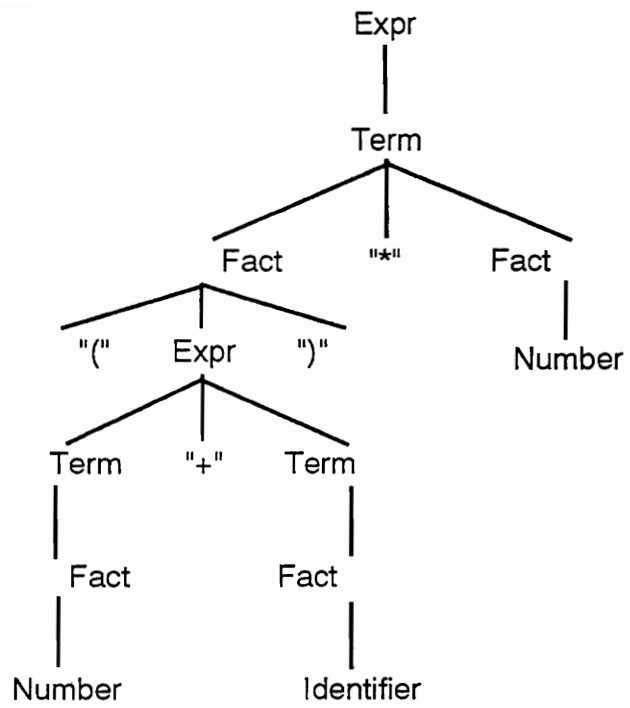 Expr
Term
Fact "*" Fact
"(" Expr ")" Number
Term "+" Term
Fact Fact
Number Identifier